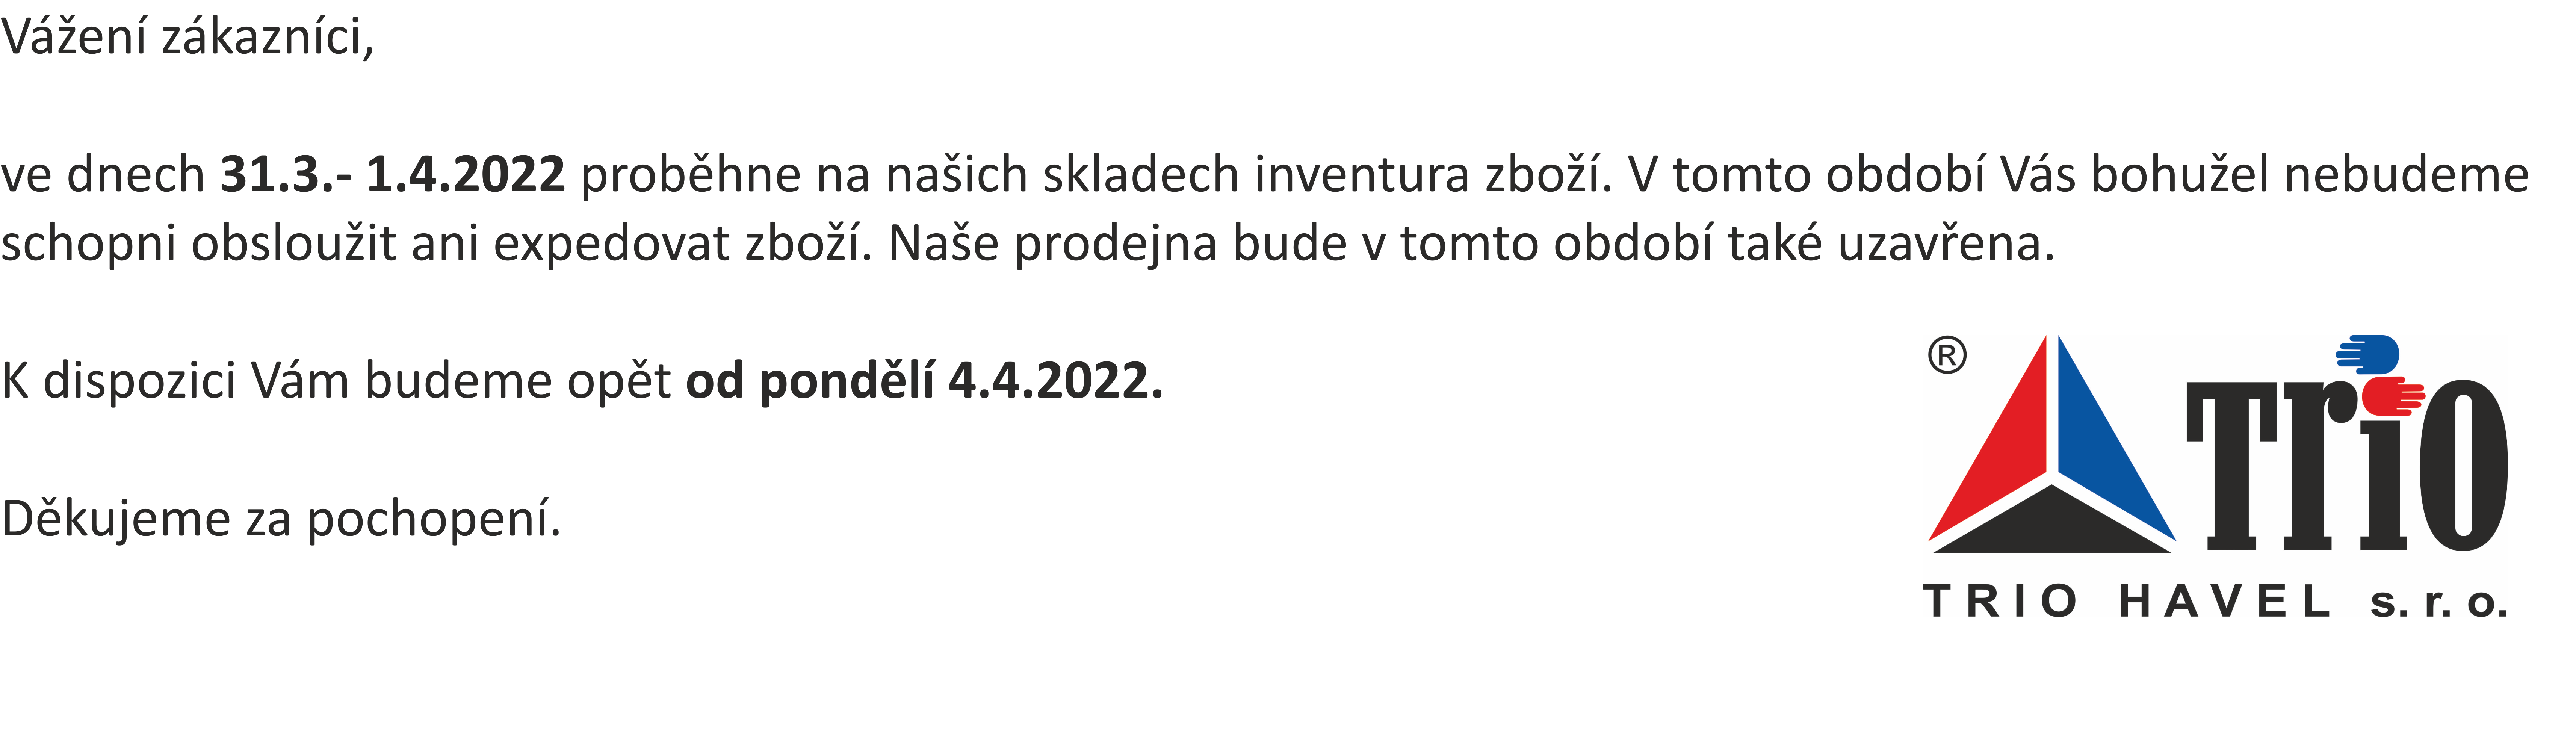 Vážení zákazníci,
ve dnech 31.3.- 1.4.2022 proběhne na našich skladech inventura zboží. V tomto období Vás bohužel nebudeme
schopni obsloužit ani expedovat zboží. Naše prodejna bude v tomto období také uzavřena.
K dispozici Vám budeme opět od pondělí 4.4.2022.
Děkujeme za pochopení.
® Trio
TRIO HAVEL s. r. o.